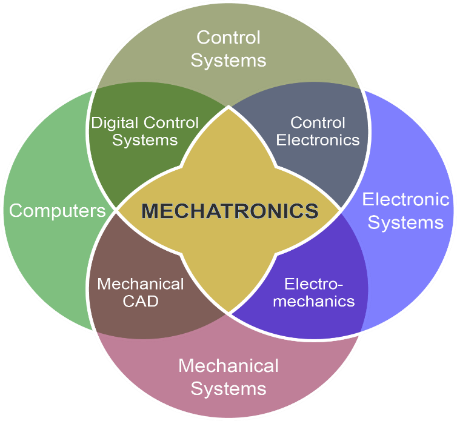 Control
Systems
Digital Control
Systems
Control
Electronics
Computers
MECHATRONICS
Electronic
Systems
Mechanical
CAD
Electro-
mechanics
Mechanical
Systems